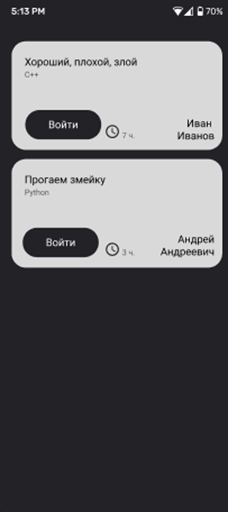 5:13 PM
70%
Хороший, плохой, злой
C++
Войти
7 ч.
Иван
Иванов
Прогаем змейку
Python
Войти
3 ч.
Андрей
Андреевич